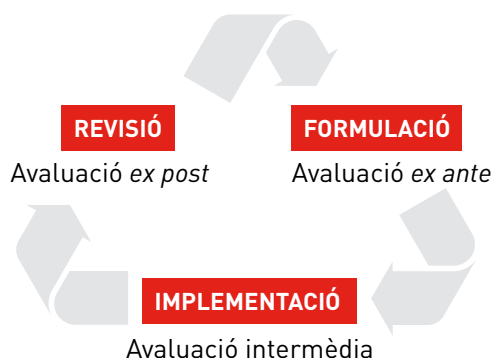 REVISIÓ
FORMULACIÓ
Avaluació ex post
Avaluació ex ante
IMPLEMENTACIÓ
Avaluació intermèdia